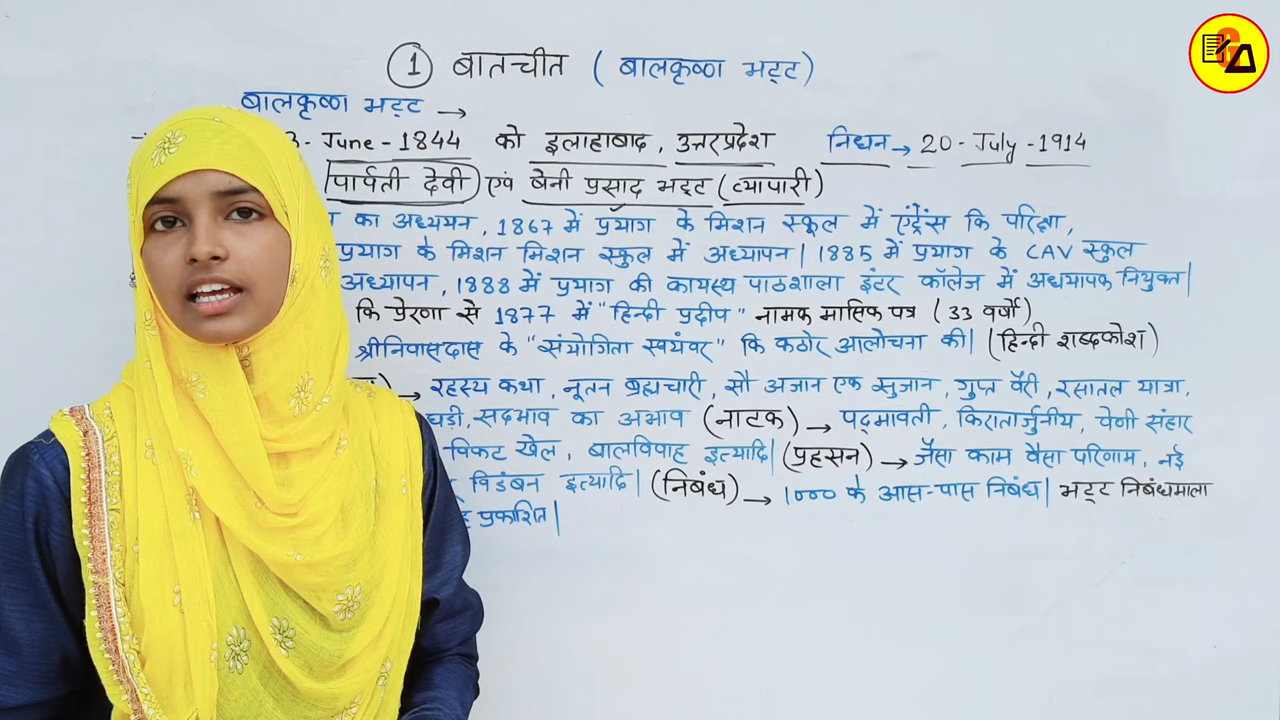 ① बातचीत ( बालकृष्ण भट्ट )
बालकृष्ण भट्ट →
3 - June - 1844 को इलाहाबाद, उत्तरप्रदेश निधन → 20 - July - 1914
पार्वती देवी एवं बेनी प्रसाद भट्ट (व्यापारी)
का अध्ययन, 1867 में प्रयाग के मिशन स्कूल में एंट्रेंस कि परिक्षा,
प्रयाग के मिशन मिशन स्कुल में अध्यापन | 1885 में प्रयाग के CAV स्कुल
अध्यापन, 1888 में प्रयाग की कायस्थ पाठशाला इंटर कॉलेज में अध्यापक नियुक्त |
कि प्रेरणा से 1877 में "हिन्दी प्रदीप" नामक मासिक पत्र (33 वर्षो)
श्रीनिवासदास के "संयोगिता स्वयंवर" कि कठोर आलोचना की | (हिन्दी शब्दकोश)
→ रहस्य कथा, नूतन ब्रह्मचारी, सौ अजान एक सुजान, गुप्त वैरी, रसातल यात्रा,
घड़ी, सदभाव का अभाव (नाटक) → पद्मावती, किरातार्जुनीय, वेणी संहार
विकट खेल, बालविवाह इत्यादि | (प्रहसन) → जैसा काम वैसा परिणाम, नई
विडंबन इत्यादि | (निबंध) → 1000 के आस-पास निबंध | भट्ट निबंधमाला
प्रकाशित |